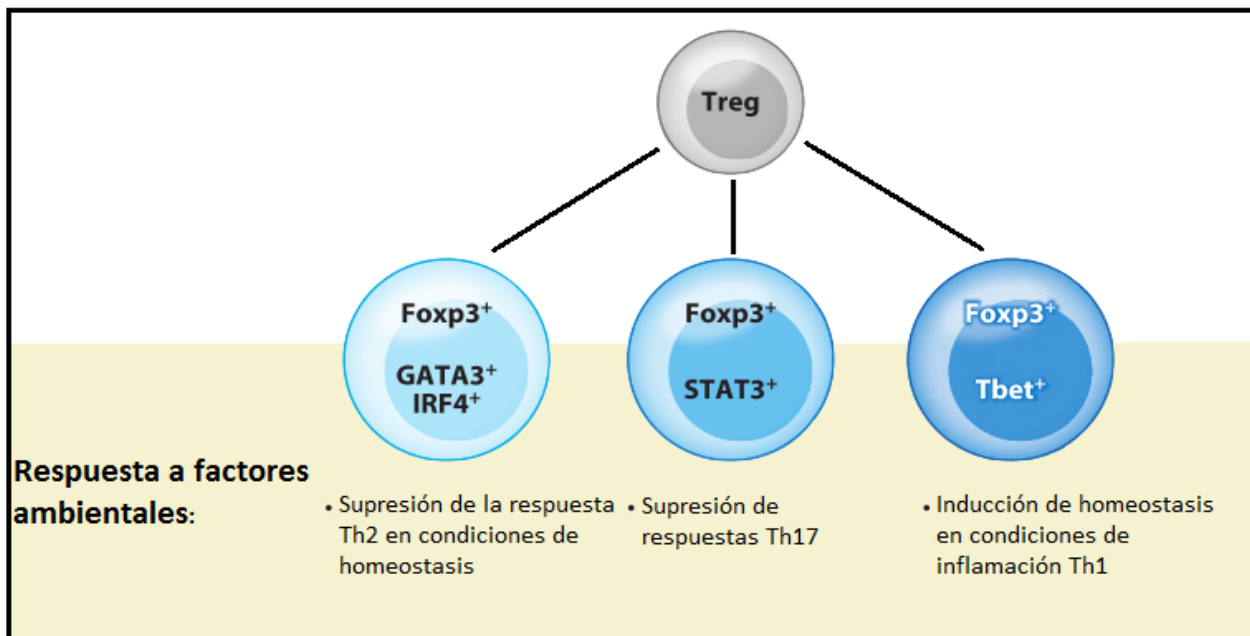 Treg
Foxp3⁺
GATA3⁺
IRF4⁺
Foxp3⁺
STAT3⁺
Foxp3⁺
Tbet⁺
Respuesta a factores
ambientales:
• Supresión de la respuesta
Th2 en condiciones de
homeostasis
• Supresión de
respuestas Th17
• Inducción de homeostasis
en condiciones de
inflamación Th1